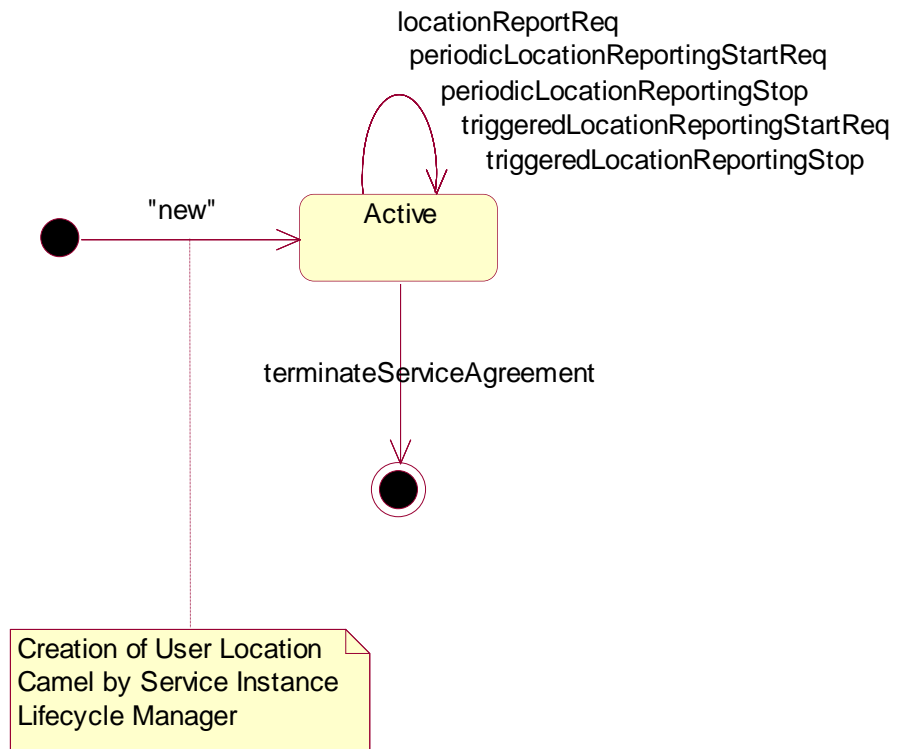 locationReportReq
periodicLocationReportingStartReq
periodicLocationReportingStop
triggeredLocationReportingStartReq
triggeredLocationReportingStop
"new"
Active
terminateServiceAgreement
Creation of User Location
Camel by Service Instance
Lifecycle Manager